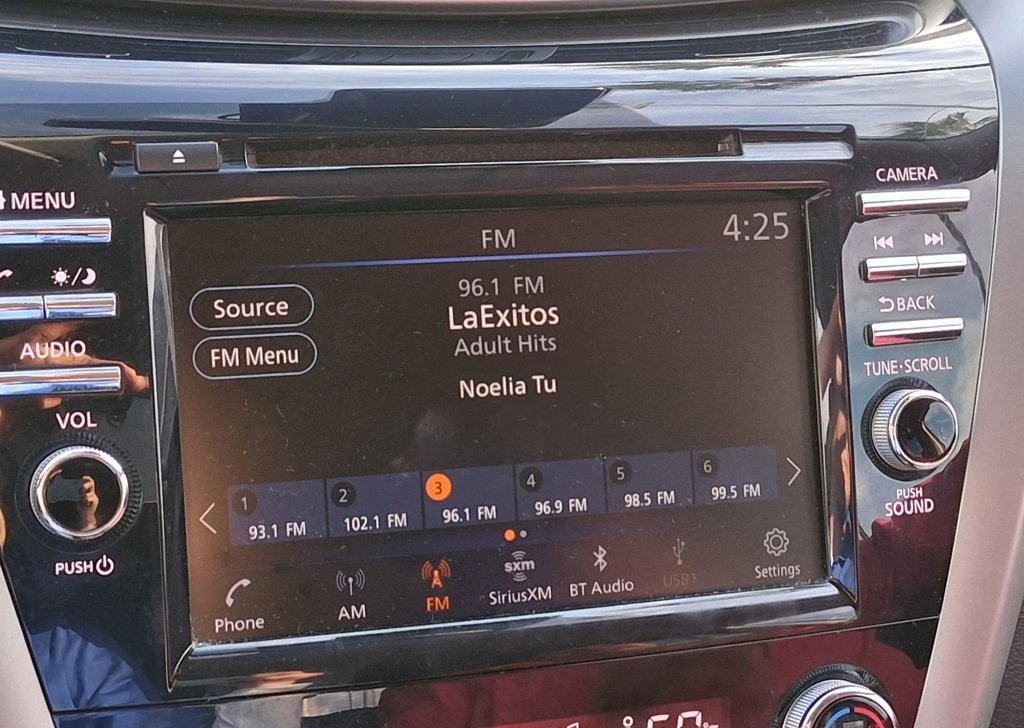 MENU
AUDIO
VOL
PUSH
FM
4:25
Source
FM Menu
96.1 FM
LaExitos
Adult Hits
Noelia Tu
1
93.1 FM
2
102.1 FM
3
96.1 FM
4
96.9 FM
5
98.5 FM
6
99.5 FM
Phone
AM
FM
sxm
SiriusXM
BT Audio
USB1
Settings
CAMERA
BACK
TUNE·SCROLL
PUSH
SOUND